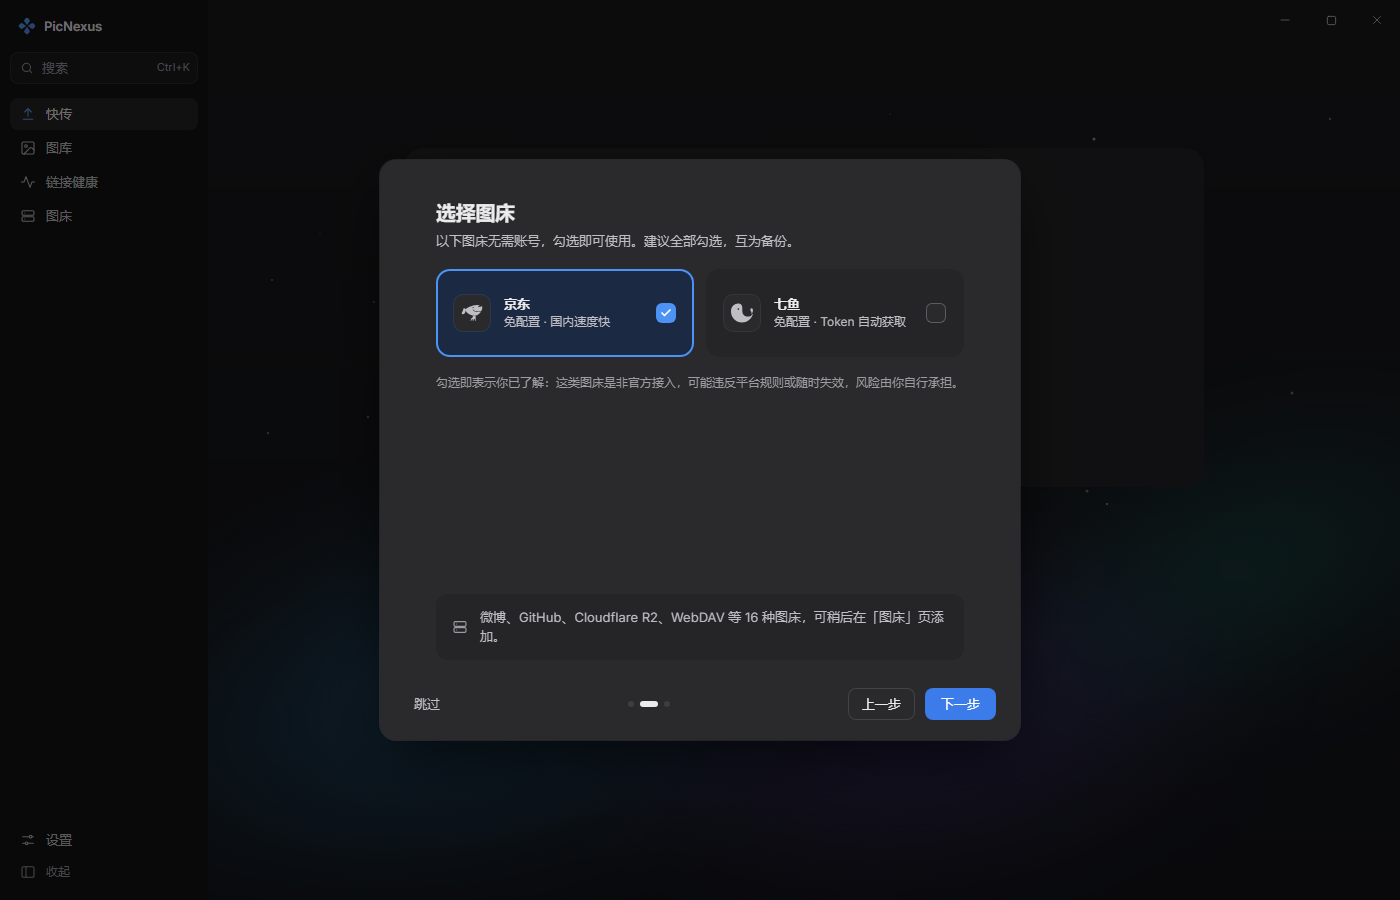 PicNexus
搜索 Ctrl+K
快传
图库
链接健康
图床
选择图床
以下图床无需账号，勾选即可使用。建议全部勾选，互为备份。
京东
免配置 · 国内速度快
七鱼
免配置 · Token 自动获取
勾选即表示你已了解：这类图床是非官方接入，可能违反平台规则或随时失效，风险由你自行承担。
微博、GitHub、Cloudflare R2、WebDAV 等 16 种图床，可稍后在「图床」页添
加。
跳过
上一步
下一步
设置
收起